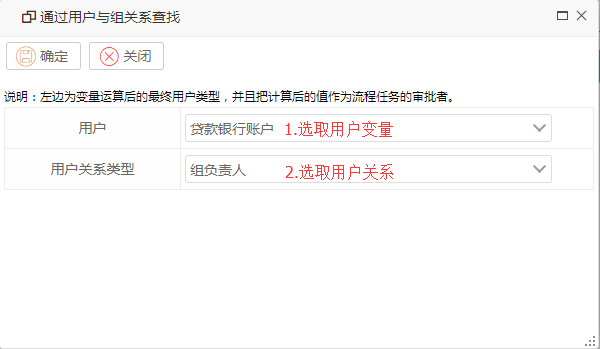 通过用户与组关系查找
确定 关闭
说明：左边为变量运算后的最终用户类型，并且把计算后的值作为流程任务的审批者。
用户 贷款银行账户 1.选取用户变量
用户关系类型 组负责人 2.选取用户关系